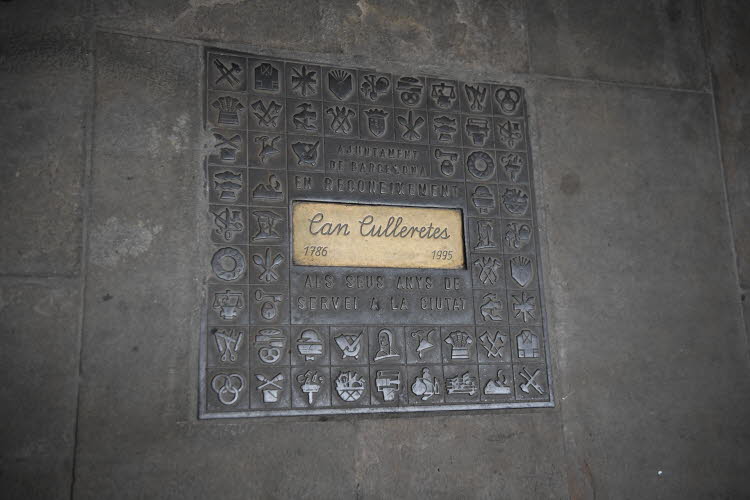 AJUNTAMENT
DE BARCELONA
EN RECONEIXEMENT
Can Culleretes
1786 1995
ALS SEUS ANYS DE
SERVEI A LA CIUTAT